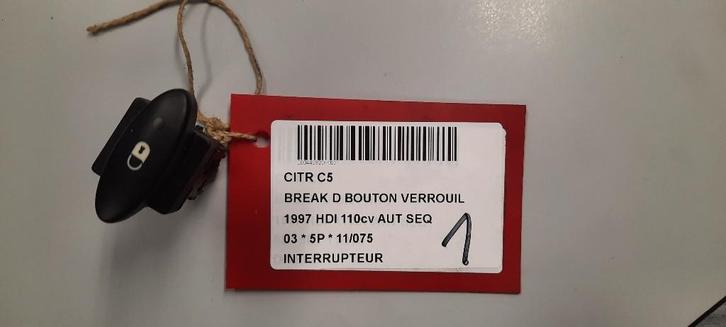 CITR C5
BREAK D BOUTON VERROUIL
1997 HDI 110cv AUT SEQ
03 * 5P * 11/075
INTERRUPTEUR
1